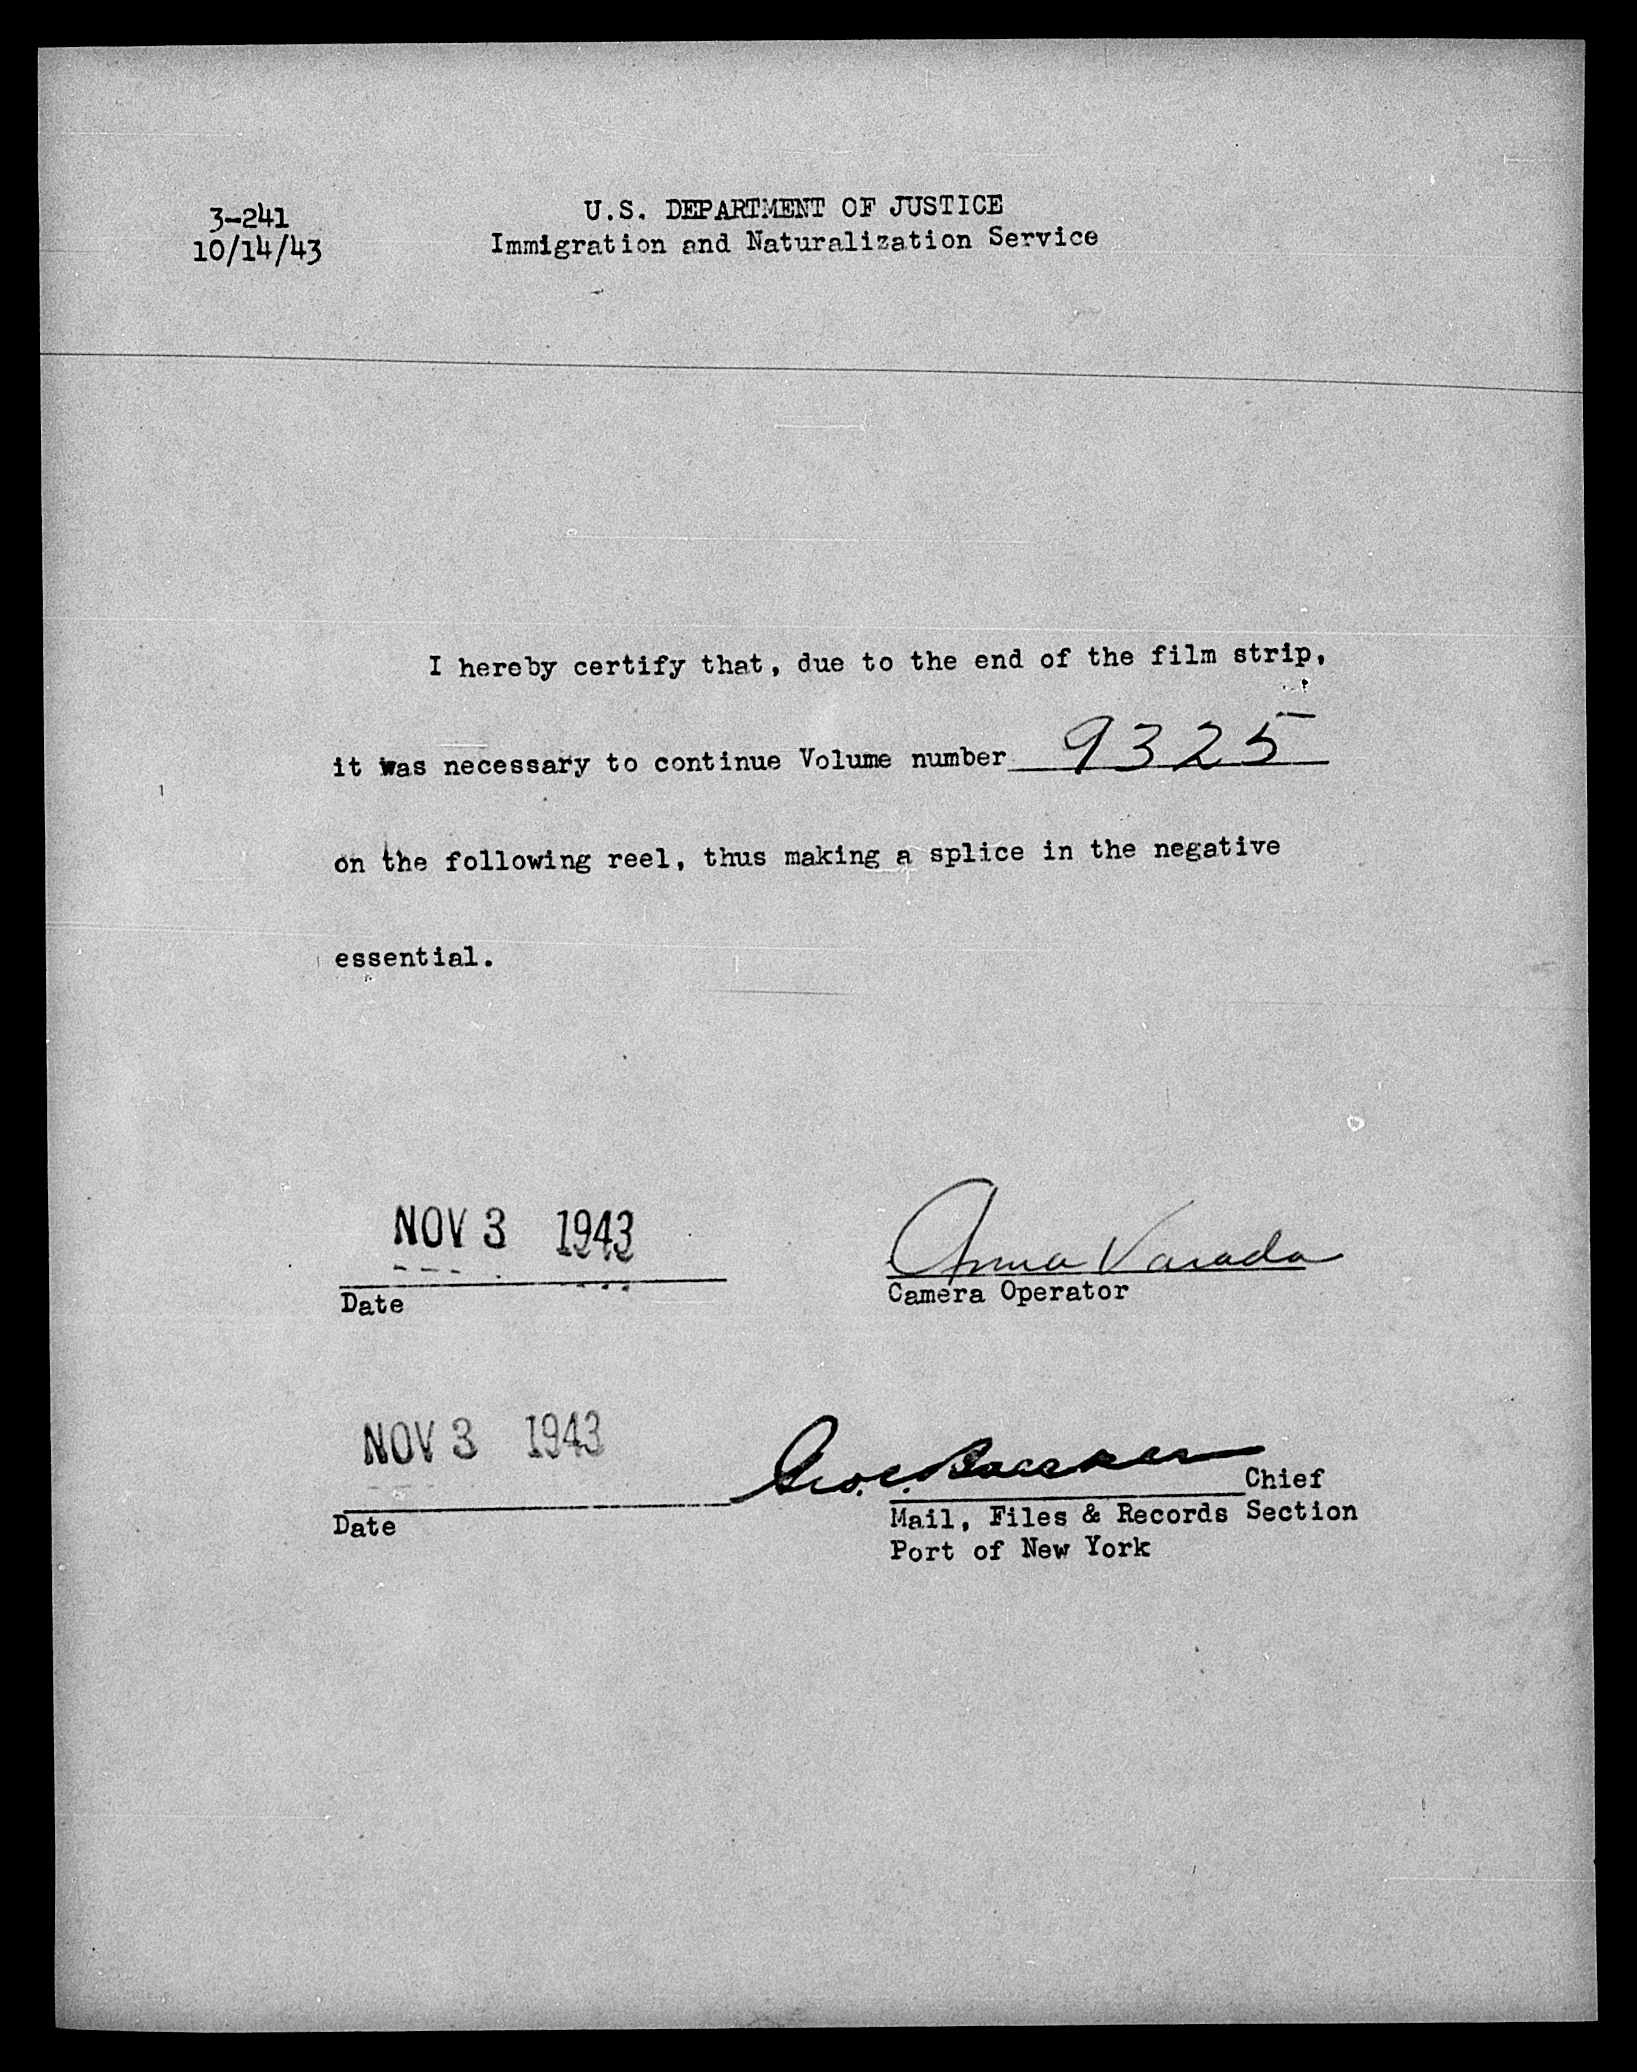 3-241
10/14/43
U.S. DEPARTMENT OF JUSTICE
Immigration and Naturalization Service
I hereby certify that, due to the end of the film strip,
it was necessary to continue Volume number 9325
on the following reel, thus making a splice in the negative
essential.
NOV 3 1943
Date
Anna Varada
Camera Operator
NOV 3 1943
Date
Geo. C. Chief
Mail, Files & Records Section
Port of New York